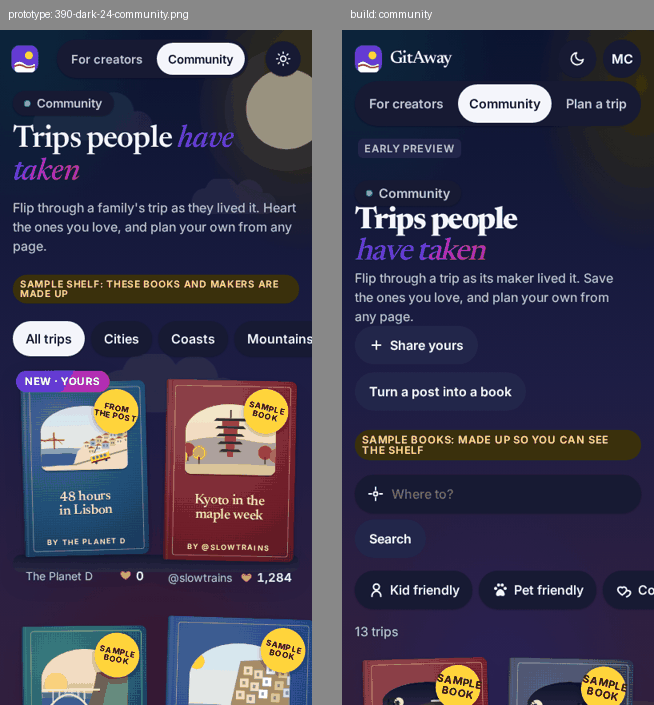 prototype: 390-dark-24-community.png
For creators
Community
Community
Trips people have
taken
Flip through a family's trip as they lived it. Heart
the ones you love, and plan your own from any
page.
SAMPLE SHELF: THESE BOOKS AND MAKERS ARE
MADE UP
All trips
Cities
Coasts
Mountains
NEW · YOURS
FROM
THE POST
48 hours
in Lisbon
BY THE PLANET D
The Planet D
0
SAMPLE
BOOK
Kyoto in the
maple week
BY @SLOWTRAINS
@slowtrains
1,284
SAMPLE
BOOK
SAMPLE
BOOK
build: community
GitAway
MC
For creators
Community
Plan a trip
EARLY PREVIEW
Community
Trips people
have taken
Flip through a trip as its maker lived it. Save
the ones you love, and plan your own from
any page.
Share yours
Turn a post into a book
SAMPLE BOOKS: MADE UP SO YOU CAN SEE
THE SHELF
Where to?
Search
Kid friendly
Pet friendly
Co
13 trips
SAMPLE
BOOK
SAMPLE
BOOK